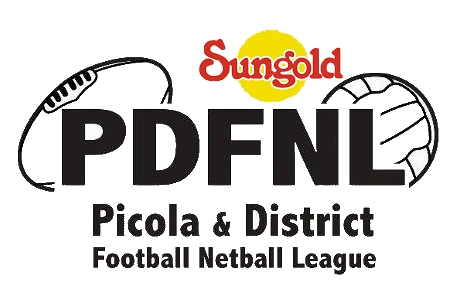 Sungold
PDFNL
Picola & District
Football Netball League